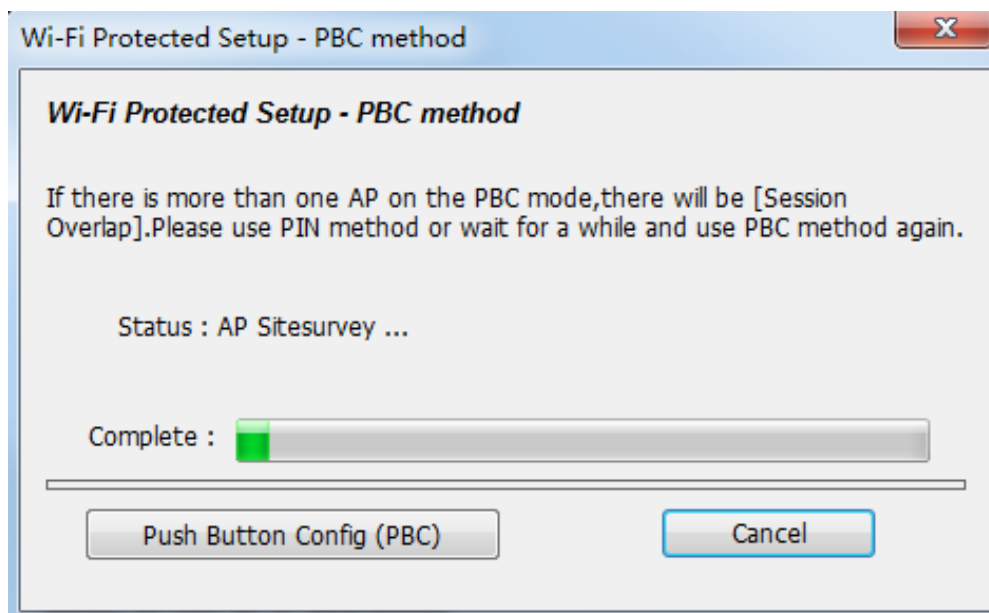 Wi-Fi Protected Setup - PBC method
Wi-Fi Protected Setup - PBC method
If there is more than one AP on the PBC mode,there will be [Session
Overlap].Please use PIN method or wait for a while and use PBC method again.
Status : AP Sitesurvey ...
Complete :
Push Button Config (PBC)
Cancel